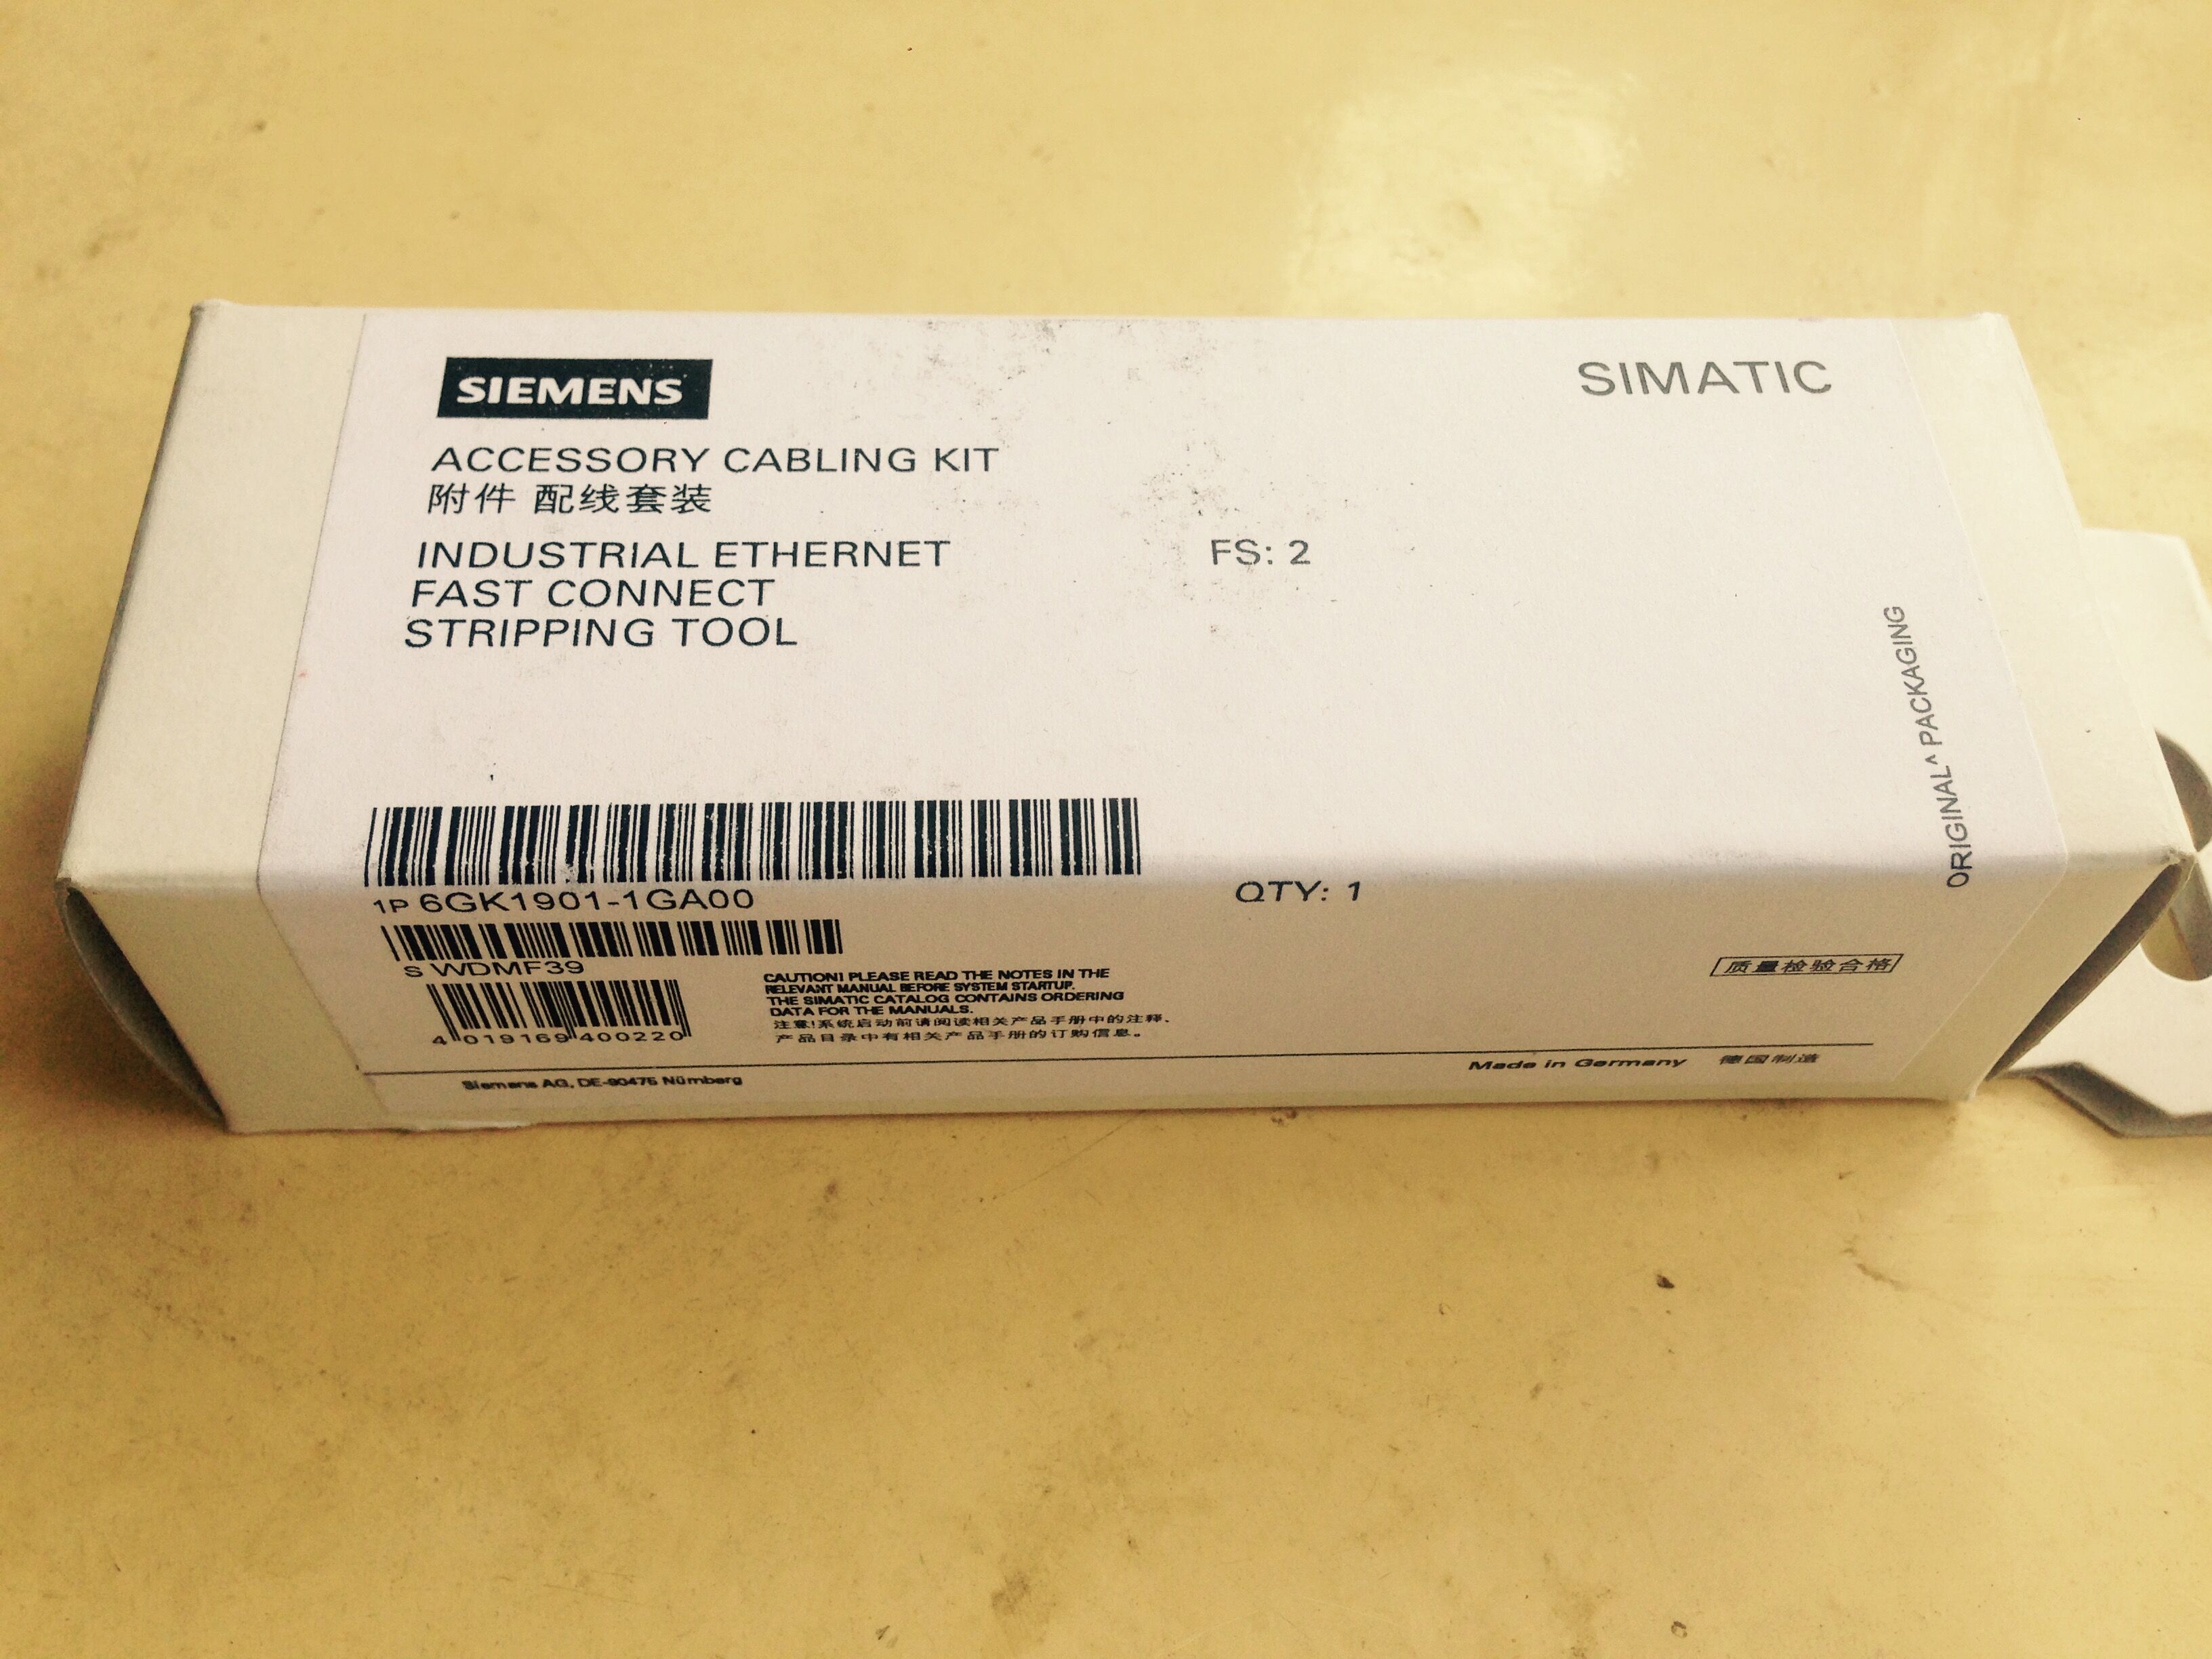 SIEMENS
SIMATIC
ACCESSORY CABLING KIT
附件 配线套装
INDUSTRIAL ETHERNET
FAST CONNECT
STRIPPING TOOL
FS: 2
ORIGINAL^ PACKAGING
1P 6GK1901-1GA00
QTY: 1
S WDMF39
4 019169 400220
CAUTION! PLEASE READ THE NOTES IN THE
RELEVANT MANUAL BEFORE SYSTEM STARTUP.
THE SIMATIC CATALOG CONTAINS ORDERING
DATA FOR THE MANUALS.
注意!系统启动前请阅读相关产品手册中的注释.
产品目录中有相关产品手册的订购信息。
质量检验合格
Siemens AG, DE-90475 Nürnberg
Made in Germany 德国制造